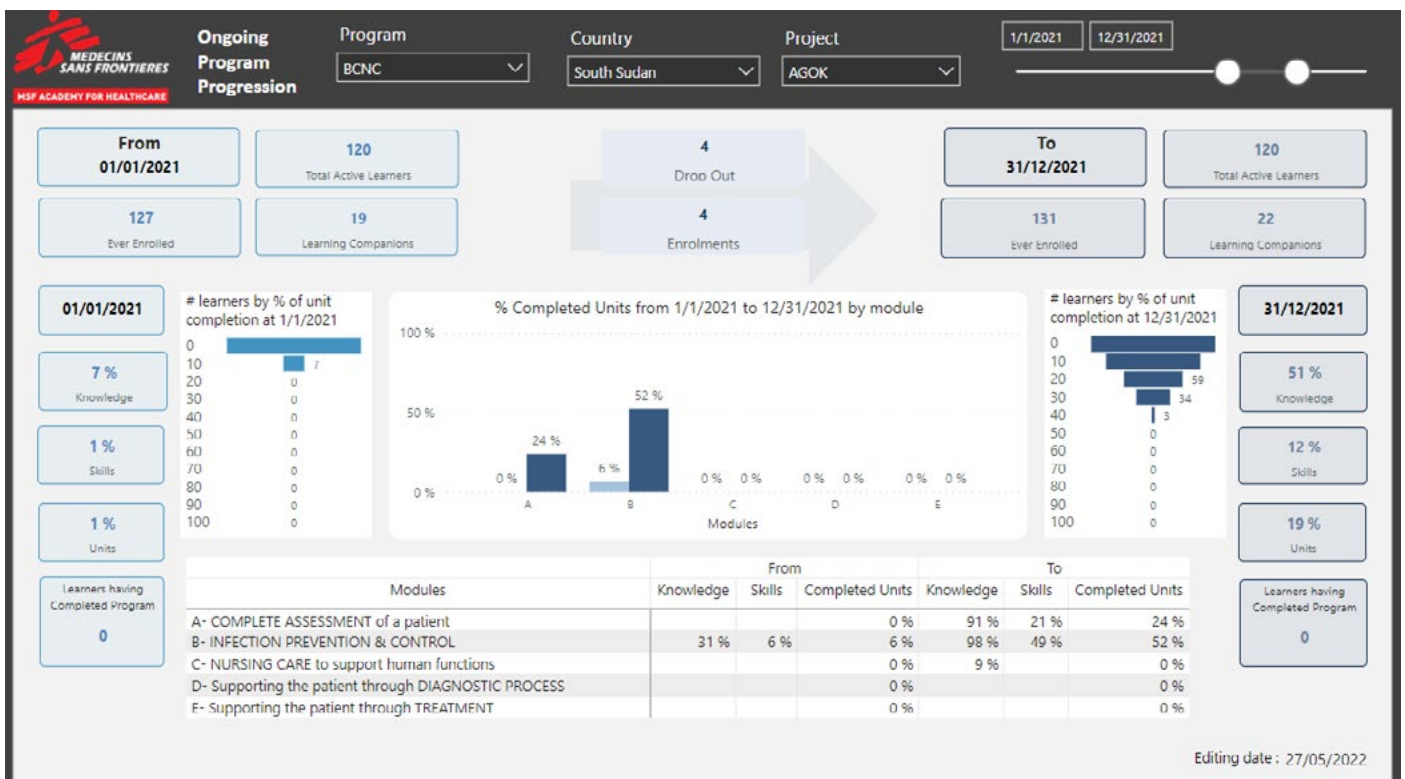 MEDECINS
SANS FRONTIERES
MSF ACADEMY FOR HEALTHCARE
Ongoing
Program
Progression
Program
BCNC
Country
South Sudan
Project
AGOK
1/1/2021
12/31/2021
From
01/01/2021
120
Total Active Learners
127
Ever Enrolled
19
Learning Companions
4
Drop Out
4
Enrolments
To
31/12/2021
120
Total Active Learners
131
Ever Enrolled
22
Learning Companions
01/01/2021
7 %
Knowledge
1 %
Skills
1 %
Units
Learners having
Completed Program
0
# learners by % of unit
completion at 1/1/2021
0
10 7
20 0
30 0
40 0
50 0
60 0
70 0
80 0
90 0
100 0
% Completed Units from 1/1/2021 to 12/31/2021 by module
100 %
50 %
0 %
0 % 24 %
6 % 52 %
0 % 0 %
0 % 0 %
0 % 0 %
A B C D E
Modules
# learners by % of unit
completion at 12/31/2021
0
10
20 59
30 34
40 3
50 0
60 0
70 0
80 0
90 0
100 0
31/12/2021
51 %
Knowledge
12 %
Skills
19 %
Units
Learners having
Completed Program
0
From To
Modules Knowledge Skills Completed Units Knowledge Skills Completed Units
A- COMPLETE ASSESSMENT of a patient 0 % 91 % 21 % 24 %
B- INFECTION PREVENTION & CONTROL 31 % 6 % 6 % 98 % 49 % 52 %
C- NURSING CARE to support human functions 0 % 9 % 0 %
D- Supporting the patient through DIAGNOSTIC PROCESS 0 % 0 %
E- Supporting the patient through TREATMENT 0 % 0 %
Editing date : 27/05/2022